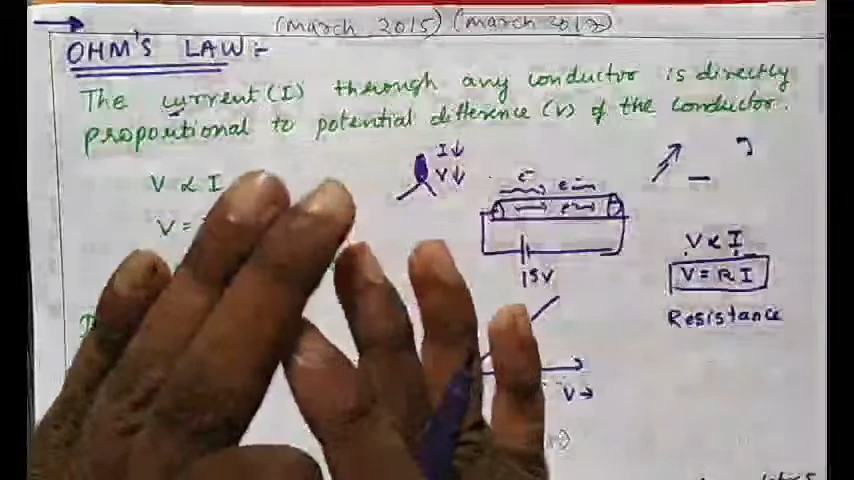 (March 2015) (March 2017)
OHM'S LAW :-
The current (I) through any conductor is directly
proportional to potential difference (V) of the conductor.
V ∝ I
V =
I↓
V↓
e⁻
e⁻
15V
V →
V ∝ I
V = RI
Resistance